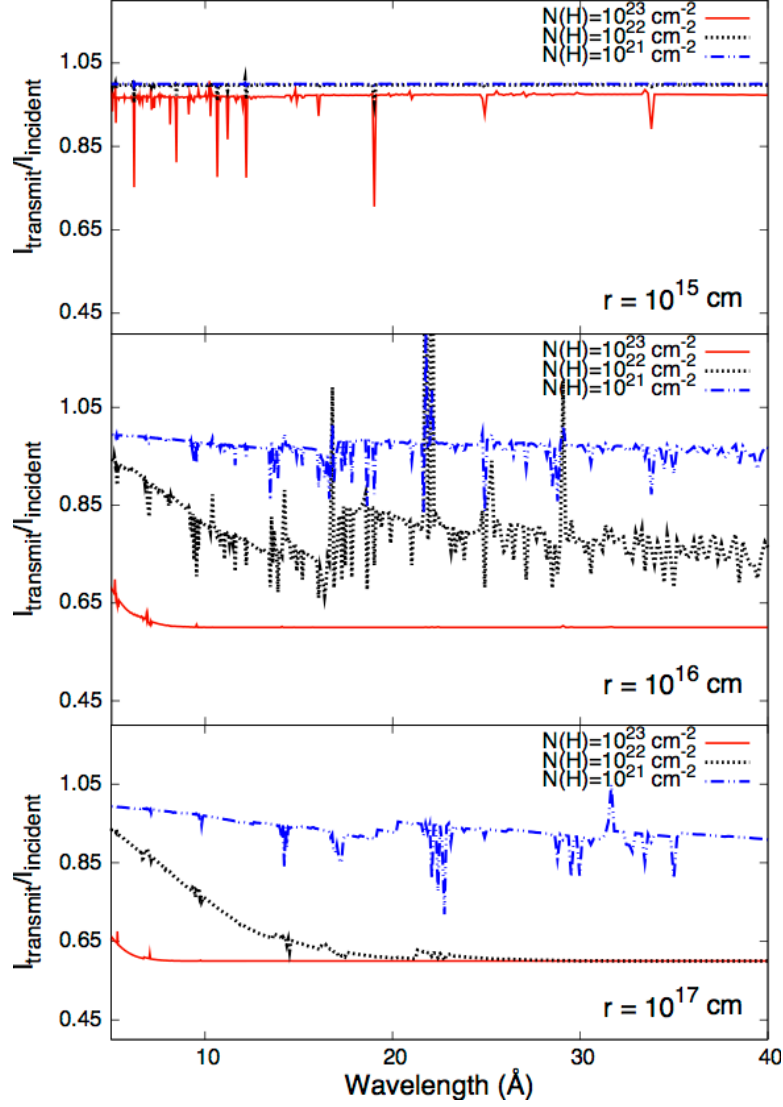 N(H)=10²³ cm⁻²
N(H)=10²² cm⁻²
N(H)=10²¹ cm⁻²
1.05
0.85
0.65
0.45
I_transmit/I_incident
r = 10¹⁵ cm
N(H)=10²³ cm⁻²
N(H)=10²² cm⁻²
N(H)=10²¹ cm⁻²
1.05
0.85
0.65
0.45
I_transmit/I_incident
r = 10¹⁶ cm
N(H)=10²³ cm⁻²
N(H)=10²² cm⁻²
N(H)=10²¹ cm⁻²
1.05
0.85
0.65
0.45
I_transmit/I_incident
r = 10¹⁷ cm
10 20 30 40
Wavelength (Å)